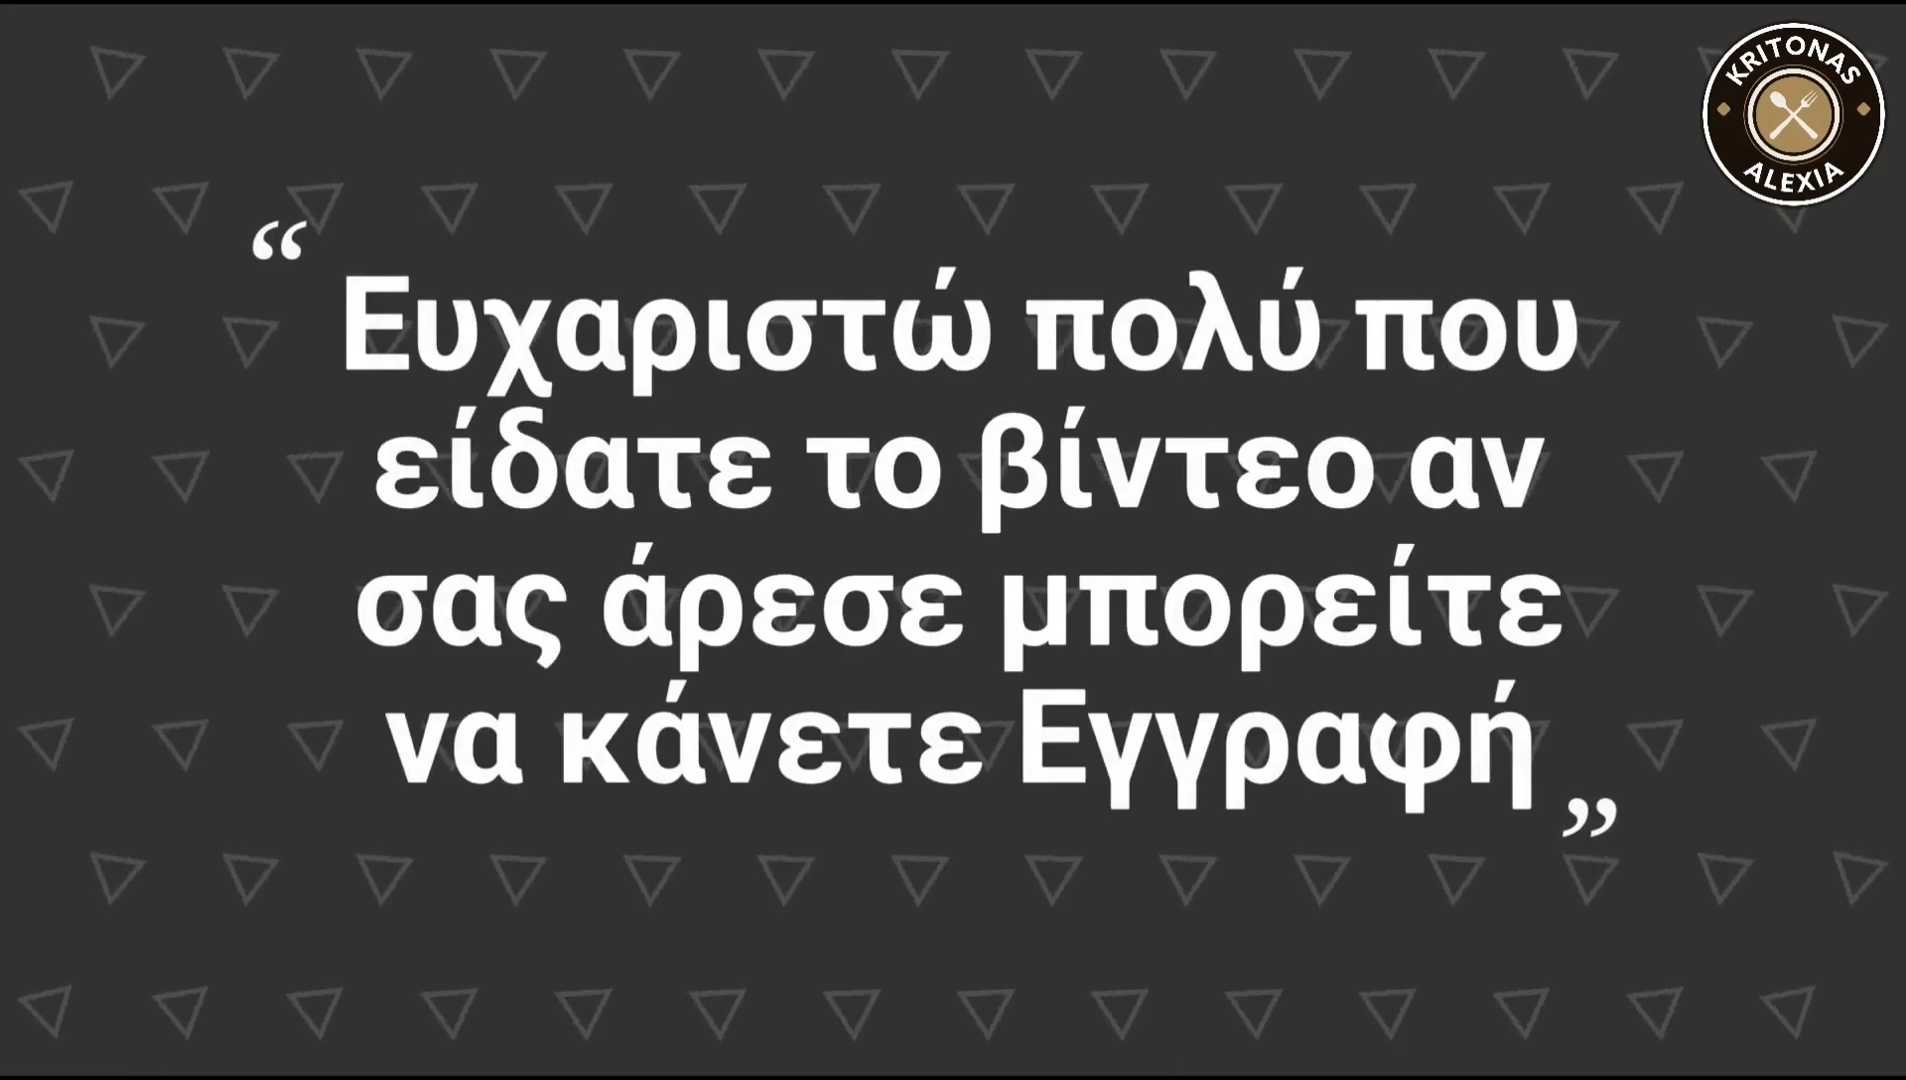 KRITONAS
ALEXIA
“
Ευχαριστώ πολύ που
είδατε το βίντεο αν
σας άρεσε μπορείτε
να κάνετε Εγγραφή
”